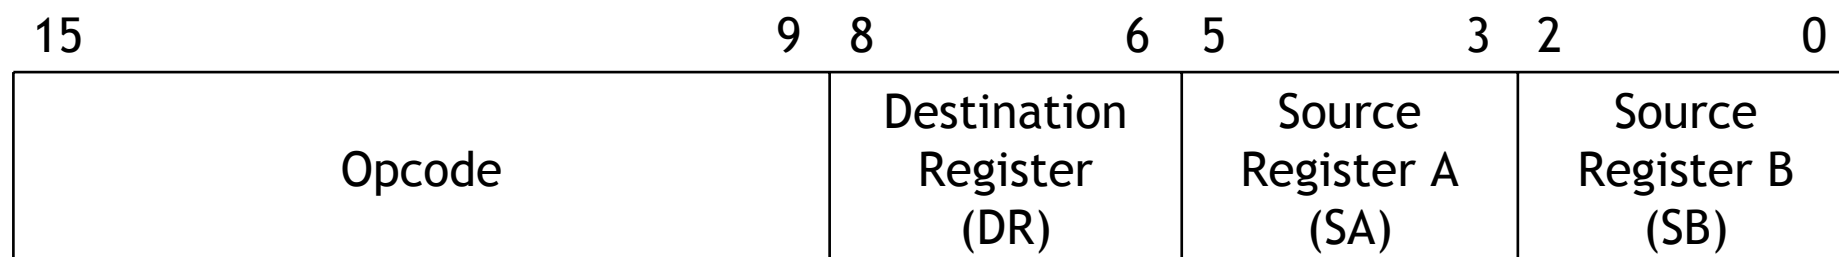 15 9 8 6 5 3 2 0
Opcode
Destination
Register
(DR)
Source
Register A
(SA)
Source
Register B
(SB)